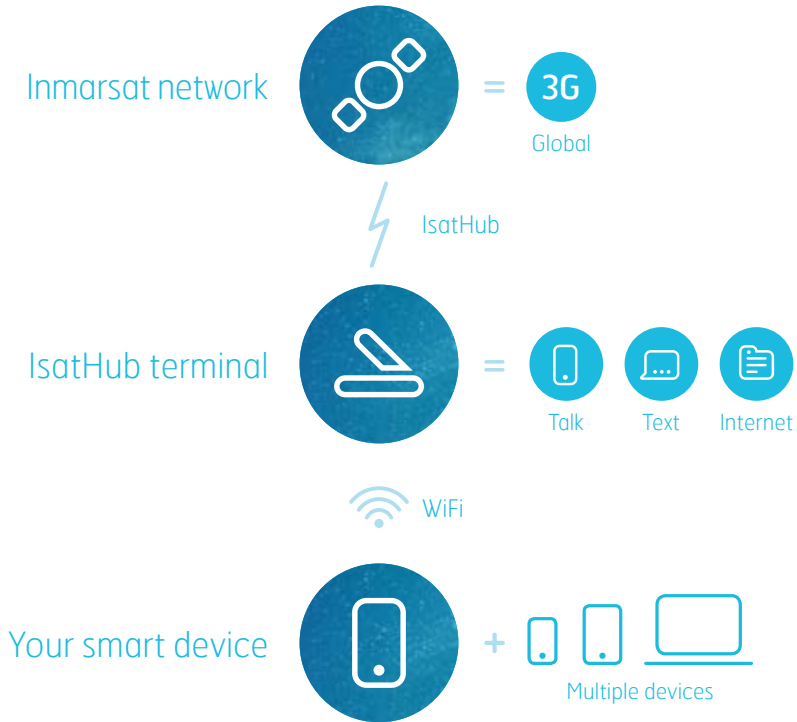 Inmarsat network
=
3G
Global
IsatHub
IsatHub terminal
=
Talk
Text
Internet
WiFi
Your smart device
+
Multiple devices